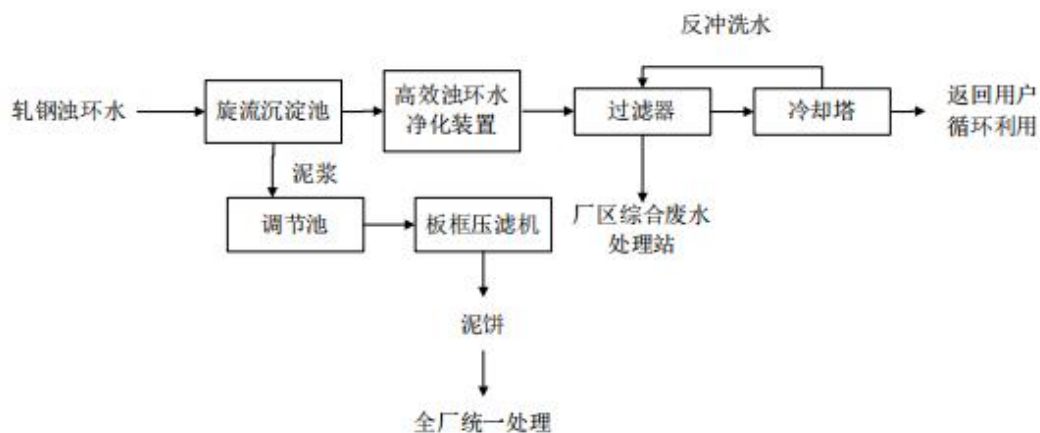 反冲洗水
轧钢浊环水
旋流沉淀池
高效浊环水
净化装置
过滤器
冷却塔
返回用户
循环利用
泥浆
调节池
板框压滤机
厂区综合废水
处理站
泥饼
全厂统一处理